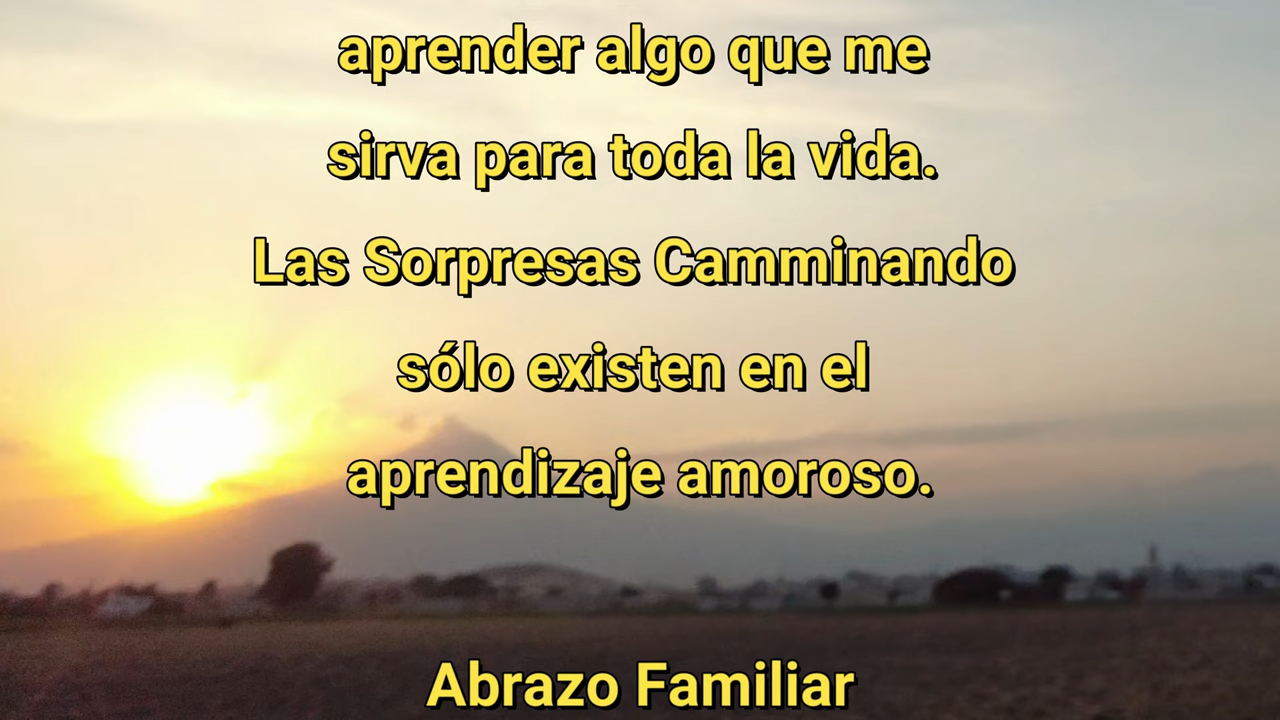 aprender algo que me
sirva para toda la vida.
Las Sorpresas Camminando
sólo existen en el
aprendizaje amoroso.
Abrazo Familiar